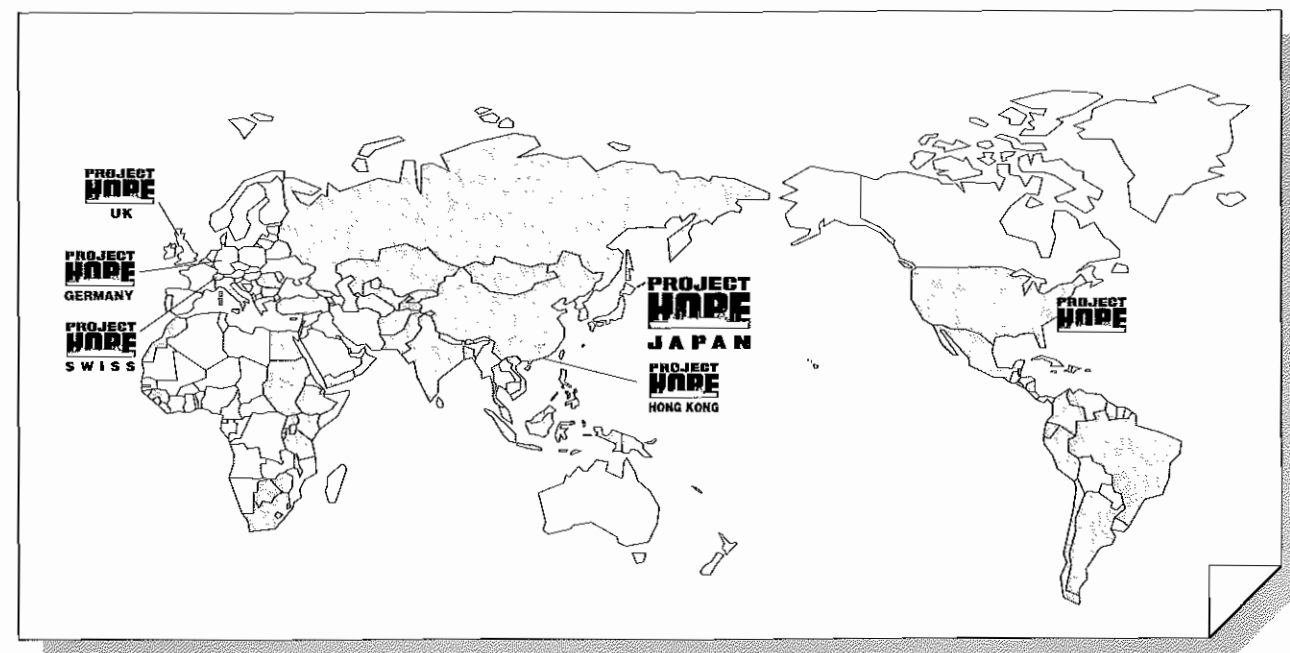 PROJECT
HOPE
UK
PROJECT
HOPE
GERMANY
PROJECT
HOPE
SWISS
PROJECT
HOPE
JAPAN
PROJECT
HOPE
HONG KONG
PROJECT
HOPE